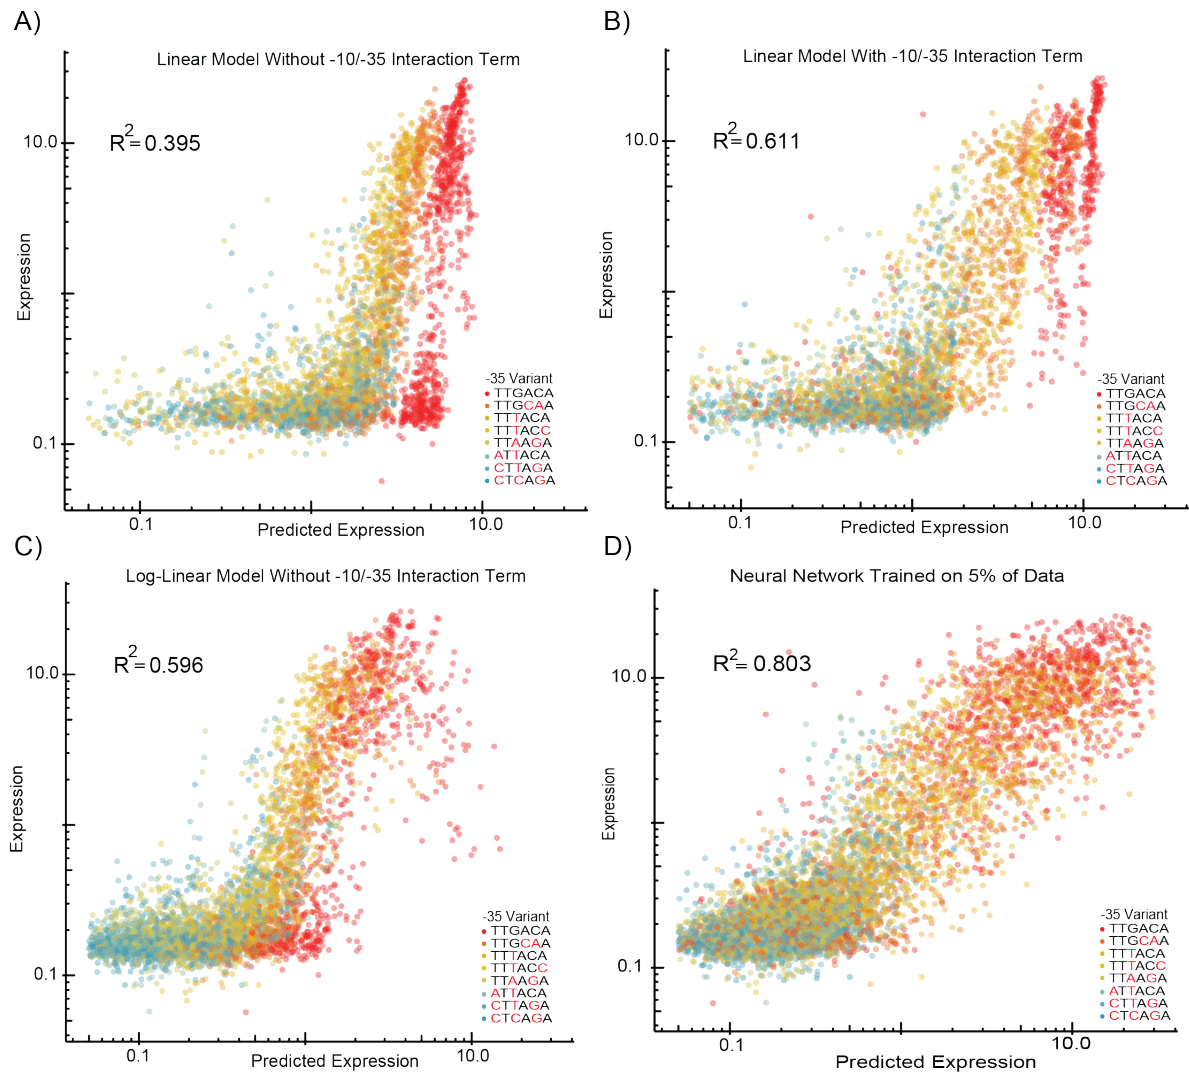 A)
Linear Model Without -10/-35 Interaction Term
R2=0.395
10.0
0.1
Expression
-35 Variant
TTGACA
TTGCAA
TTTACA
TTTACC
TTAAGA
ATTACA
CTTAGA
CTCAGA
0.1
10.0
Predicted Expression
B)
Linear Model With -10/-35 Interaction Term
R2=0.611
10.0
0.1
Expression
-35 Variant
TTGACA
TTGCAA
TTTACA
TTTACC
TTAAGA
ATTACA
CTTAGA
CTCAGA
0.1
10.0
Predicted Expression
C)
Log-Linear Model Without -10/-35 Interaction Term
R2=0.596
10.0
0.1
Expression
-35 Variant
TTGACA
TTGCAA
TTTACA
TTTACC
TTAAGA
ATTACA
CTTAGA
CTCAGA
0.1
10.0
Predicted Expression
D)
Neural Network Trained on 5% of Data
R2=0.803
10.0
0.1
Expression
-35 Variant
TTGACA
TTGCAA
TTTACA
TTTACC
TTAAGA
ATTACA
CTTAGA
CTCAGA
0.1
10.0
Predicted Expression